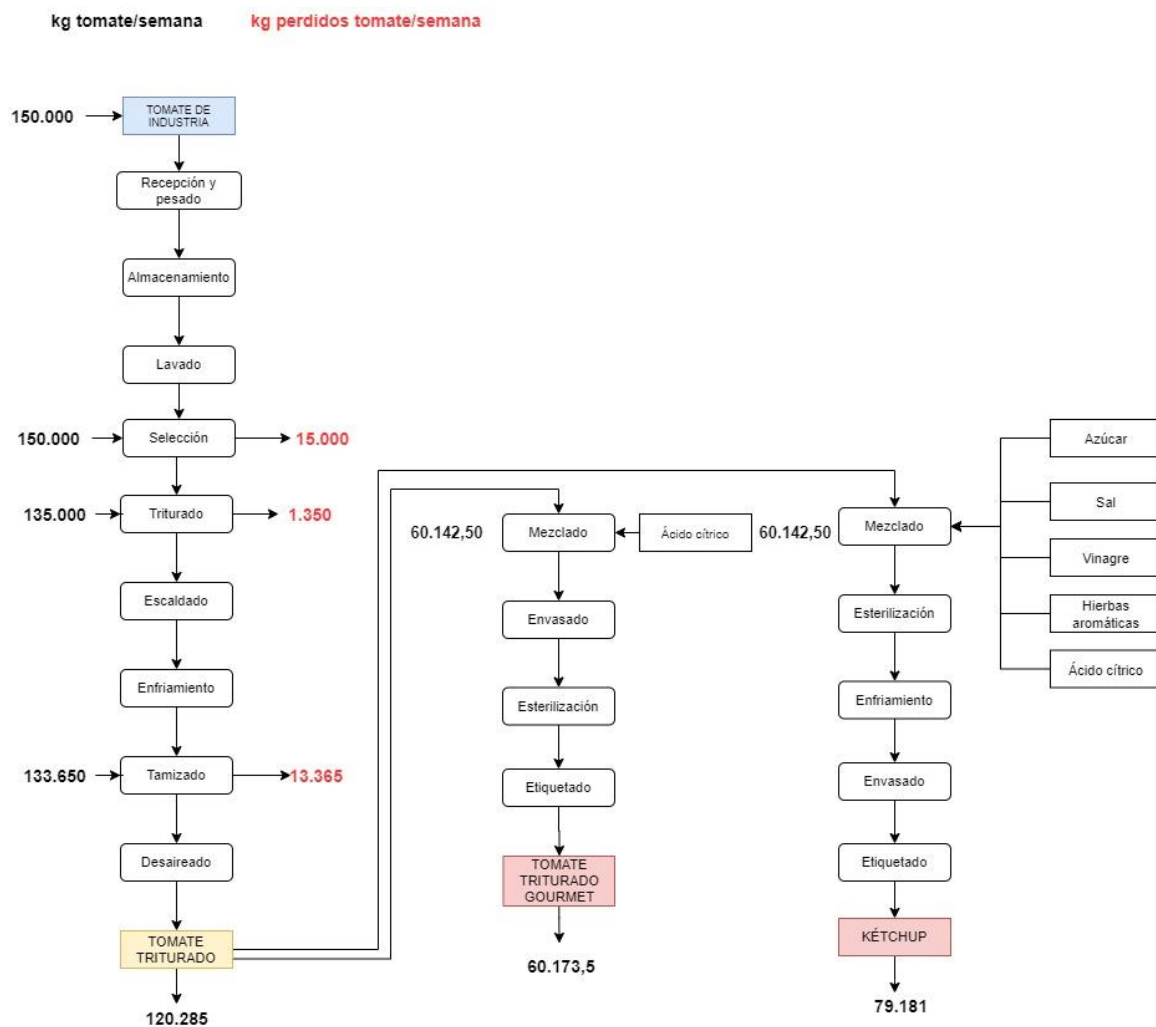 kg tomate/semana
kg perdidos tomate/semana
150.000
TOMATE DE
INDUSTRIA
Recepción y
pesado
Almacenamiento
Lavado
150.000
Selección
15.000
135.000
Triturado
1.350
Escaldado
Enfriamiento
133.650
Tamizado
13.365
Desaireado
TOMATE
TRITURADO
120.285
60.142,50
Mezclado
Ácido cítrico
Envasado
Esterilización
Etiquetado
TOMATE
TRITURADO
GOURMET
60.173,5
60.142,50
Mezclado
Azúcar
Sal
Vinagre
Hierbas
aromáticas
Ácido cítrico
Esterilización
Enfriamiento
Envasado
Etiquetado
KÉTCHUP
79.181